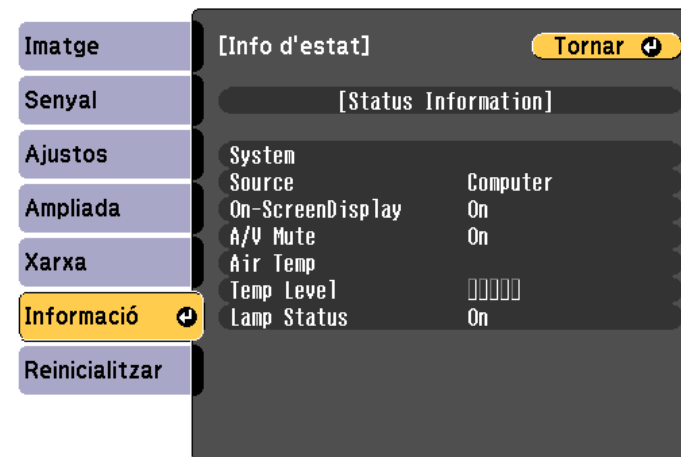 Imatge
Senyal
Ajustos
Ampliada
Xarxa
Informació
Reinicialitzar
[Info d'estat]
Tornar
[Status Information]
System
Source Computer
On-ScreenDisplay On
A/V Mute On
Air Temp
Temp Level
Lamp Status On